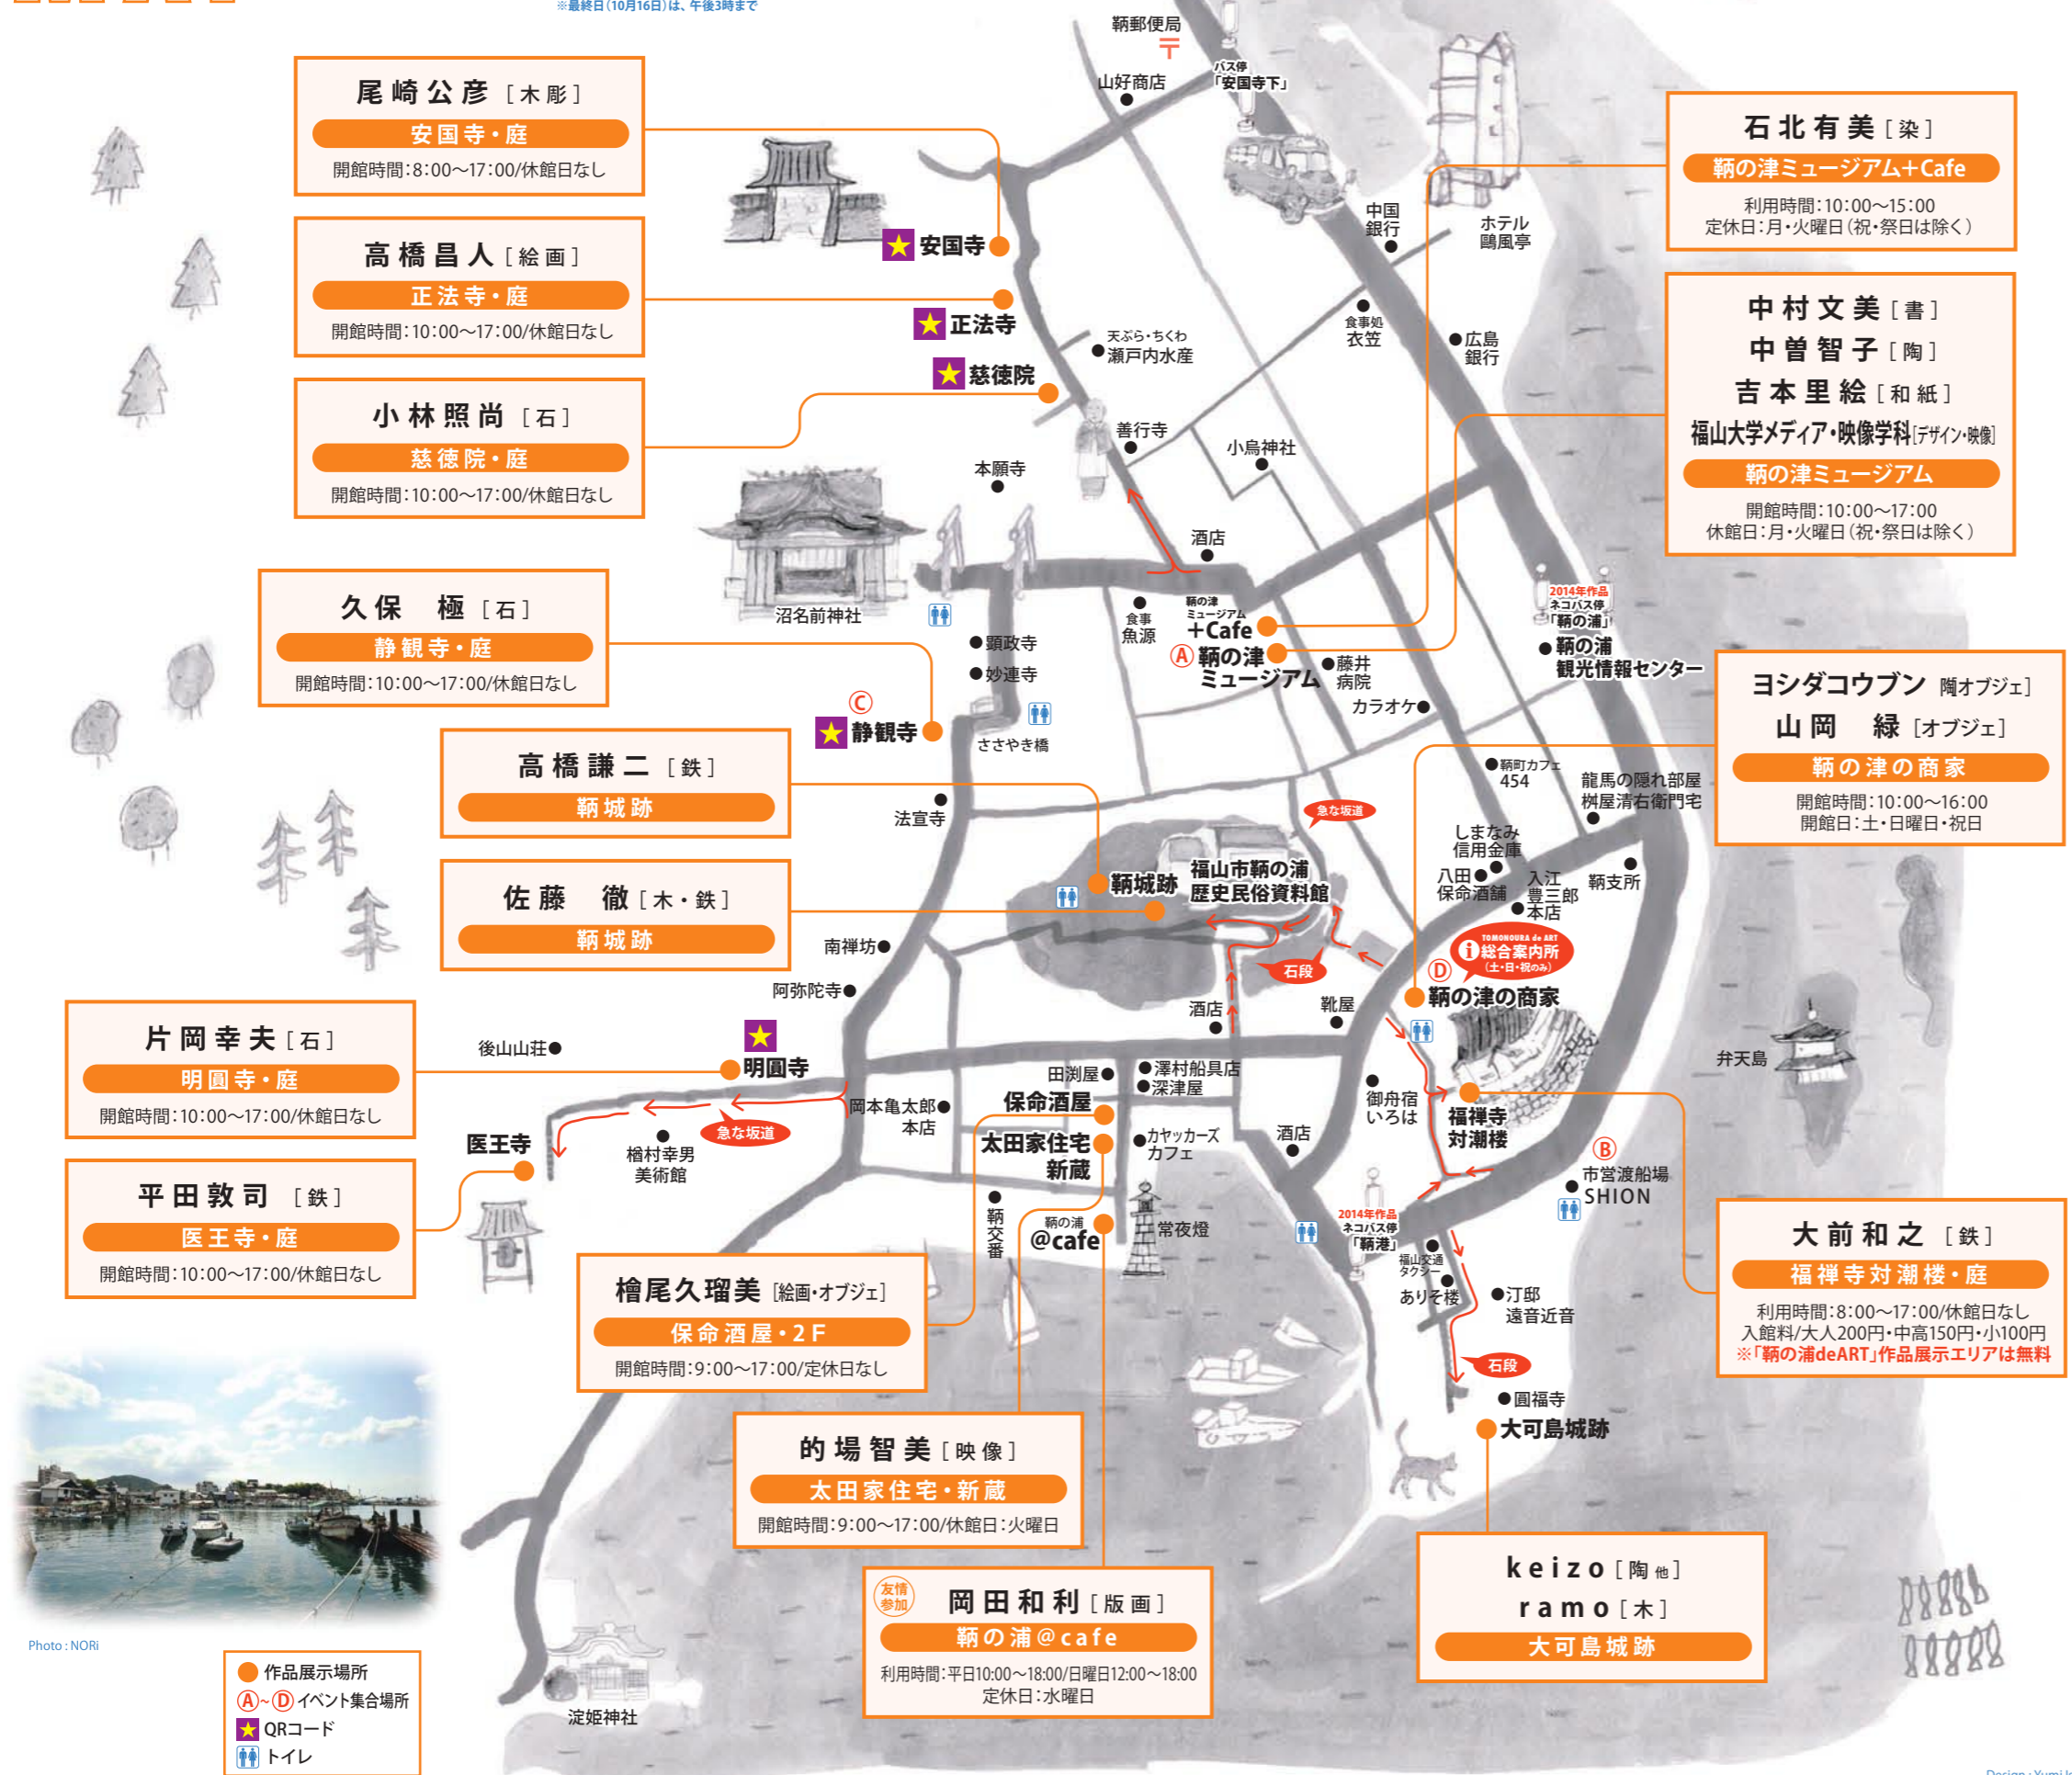 ※最終日(10月16日)は、午後3時まで
尾崎公彦［木彫］
安国寺・庭
開館時間：8:00〜17:00/休館日なし
高橋昌人［絵画］
正法寺・庭
開館時間：10:00〜17:00/休館日なし
小林照尚［石］
慈徳院・庭
開館時間：10:00〜17:00/休館日なし
久保　極［石］
静観寺・庭
開館時間：10:00〜17:00/休館日なし
高橋謙二［鉄］
鞆城跡
佐藤　徹［木・鉄］
鞆城跡
片岡幸夫［石］
明圓寺・庭
開館時間：10:00〜17:00/休館日なし
平田敦司［鉄］
医王寺・庭
開館時間：10:00〜17:00/休館日なし
檜尾久瑠美［絵画・オブジェ］
保命酒屋・2F
開館時間：9:00〜17:00/定休日なし
的場智美［映像］
太田家住宅・新蔵
開館時間：9:00〜17:00/休館日：火曜日
友情
参加
岡田和利［版画］
鞆の浦@cafe
利用時間：平日10:00〜18:00/日曜日12:00〜18:00
定休日：水曜日
石北有美［染］
鞆の津ミュージアム＋Cafe
利用時間：10:00〜15:00
定休日：月・火曜日（祝・祭日は除く）
中村文美［書］
中曽智子［陶］
吉本里絵［和紙］
福山大学メディア・映像学科［デザイン・映像］
鞆の津ミュージアム
開館時間：10:00〜17:00
休館日：月・火曜日（祝・祭日は除く）
ヨシダコウブン 陶オブジェ］
山岡　緑［オブジェ］
鞆の津の商家
開館時間：10:00〜16:00
開館日：土・日曜日・祝日
大前和之［鉄］
福禅寺対潮楼・庭
利用時間：8:00〜17:00/休館日なし
入館料/大人200円・中高150円・小100円
※「鞆の浦deART」作品展示エリアは無料
keizo［陶 他］
ramo［木］
大可島城跡
鞆郵便局
〒
山好商店
バス停
「安国寺下」
中国
銀行
ホテル
鷗風亭
安国寺
正法寺
慈徳院
天ぷら・ちくわ
瀬戸内水産
食事処
衣笠
広島
銀行
善行寺
小烏神社
本願寺
酒店
沼名前神社
食事
魚源
鞆の津
ミュージアム
+Cafe
Ⓐ 鞆の津
ミュージアム
藤井
病院
カラオケ
2014年作品
ネコバス停
「鞆の浦」
鞆の浦
観光情報センター
顕政寺
妙連寺
Ⓒ
静観寺
ささやき橋
法宣寺
鞆町カフェ
454
龍馬の隠れ部屋
桝屋清右衛門宅
急な坂道
しまなみ
信用金庫
八田
保命酒舗
入江
豊三郎
本店
鞆支所
鞆城跡
福山市鞆の浦
歴史民俗資料館
南禅坊
石段
TOMONOURA de ART
i 総合案内所
（土・日・祝のみ）
Ⓓ
鞆の津の商家
阿弥陀寺
酒店
靴屋
後山山荘
明圓寺
弁天島
田渕屋
澤村船具店
深津屋
御舟宿
いろは
福禅寺
対潮楼
岡本亀太郎
本店
保命酒屋
急な坂道
医王寺
楢村幸男
美術館
太田家住宅
新蔵
カヤッカーズ
カフェ
酒店
Ⓑ
市営渡船場
SHION
鞆交番
鞆の浦
@cafe
常夜燈
2014年作品
ネコバス停
「鞆港」
福山交通
タクシー
ありそ楼
汀邸
遠音近音
石段
圓福寺
大可島城跡
淀姫神社
Photo : NORi
作品展示場所
Ⓐ~Ⓓ イベント集合場所
QRコード
トイレ